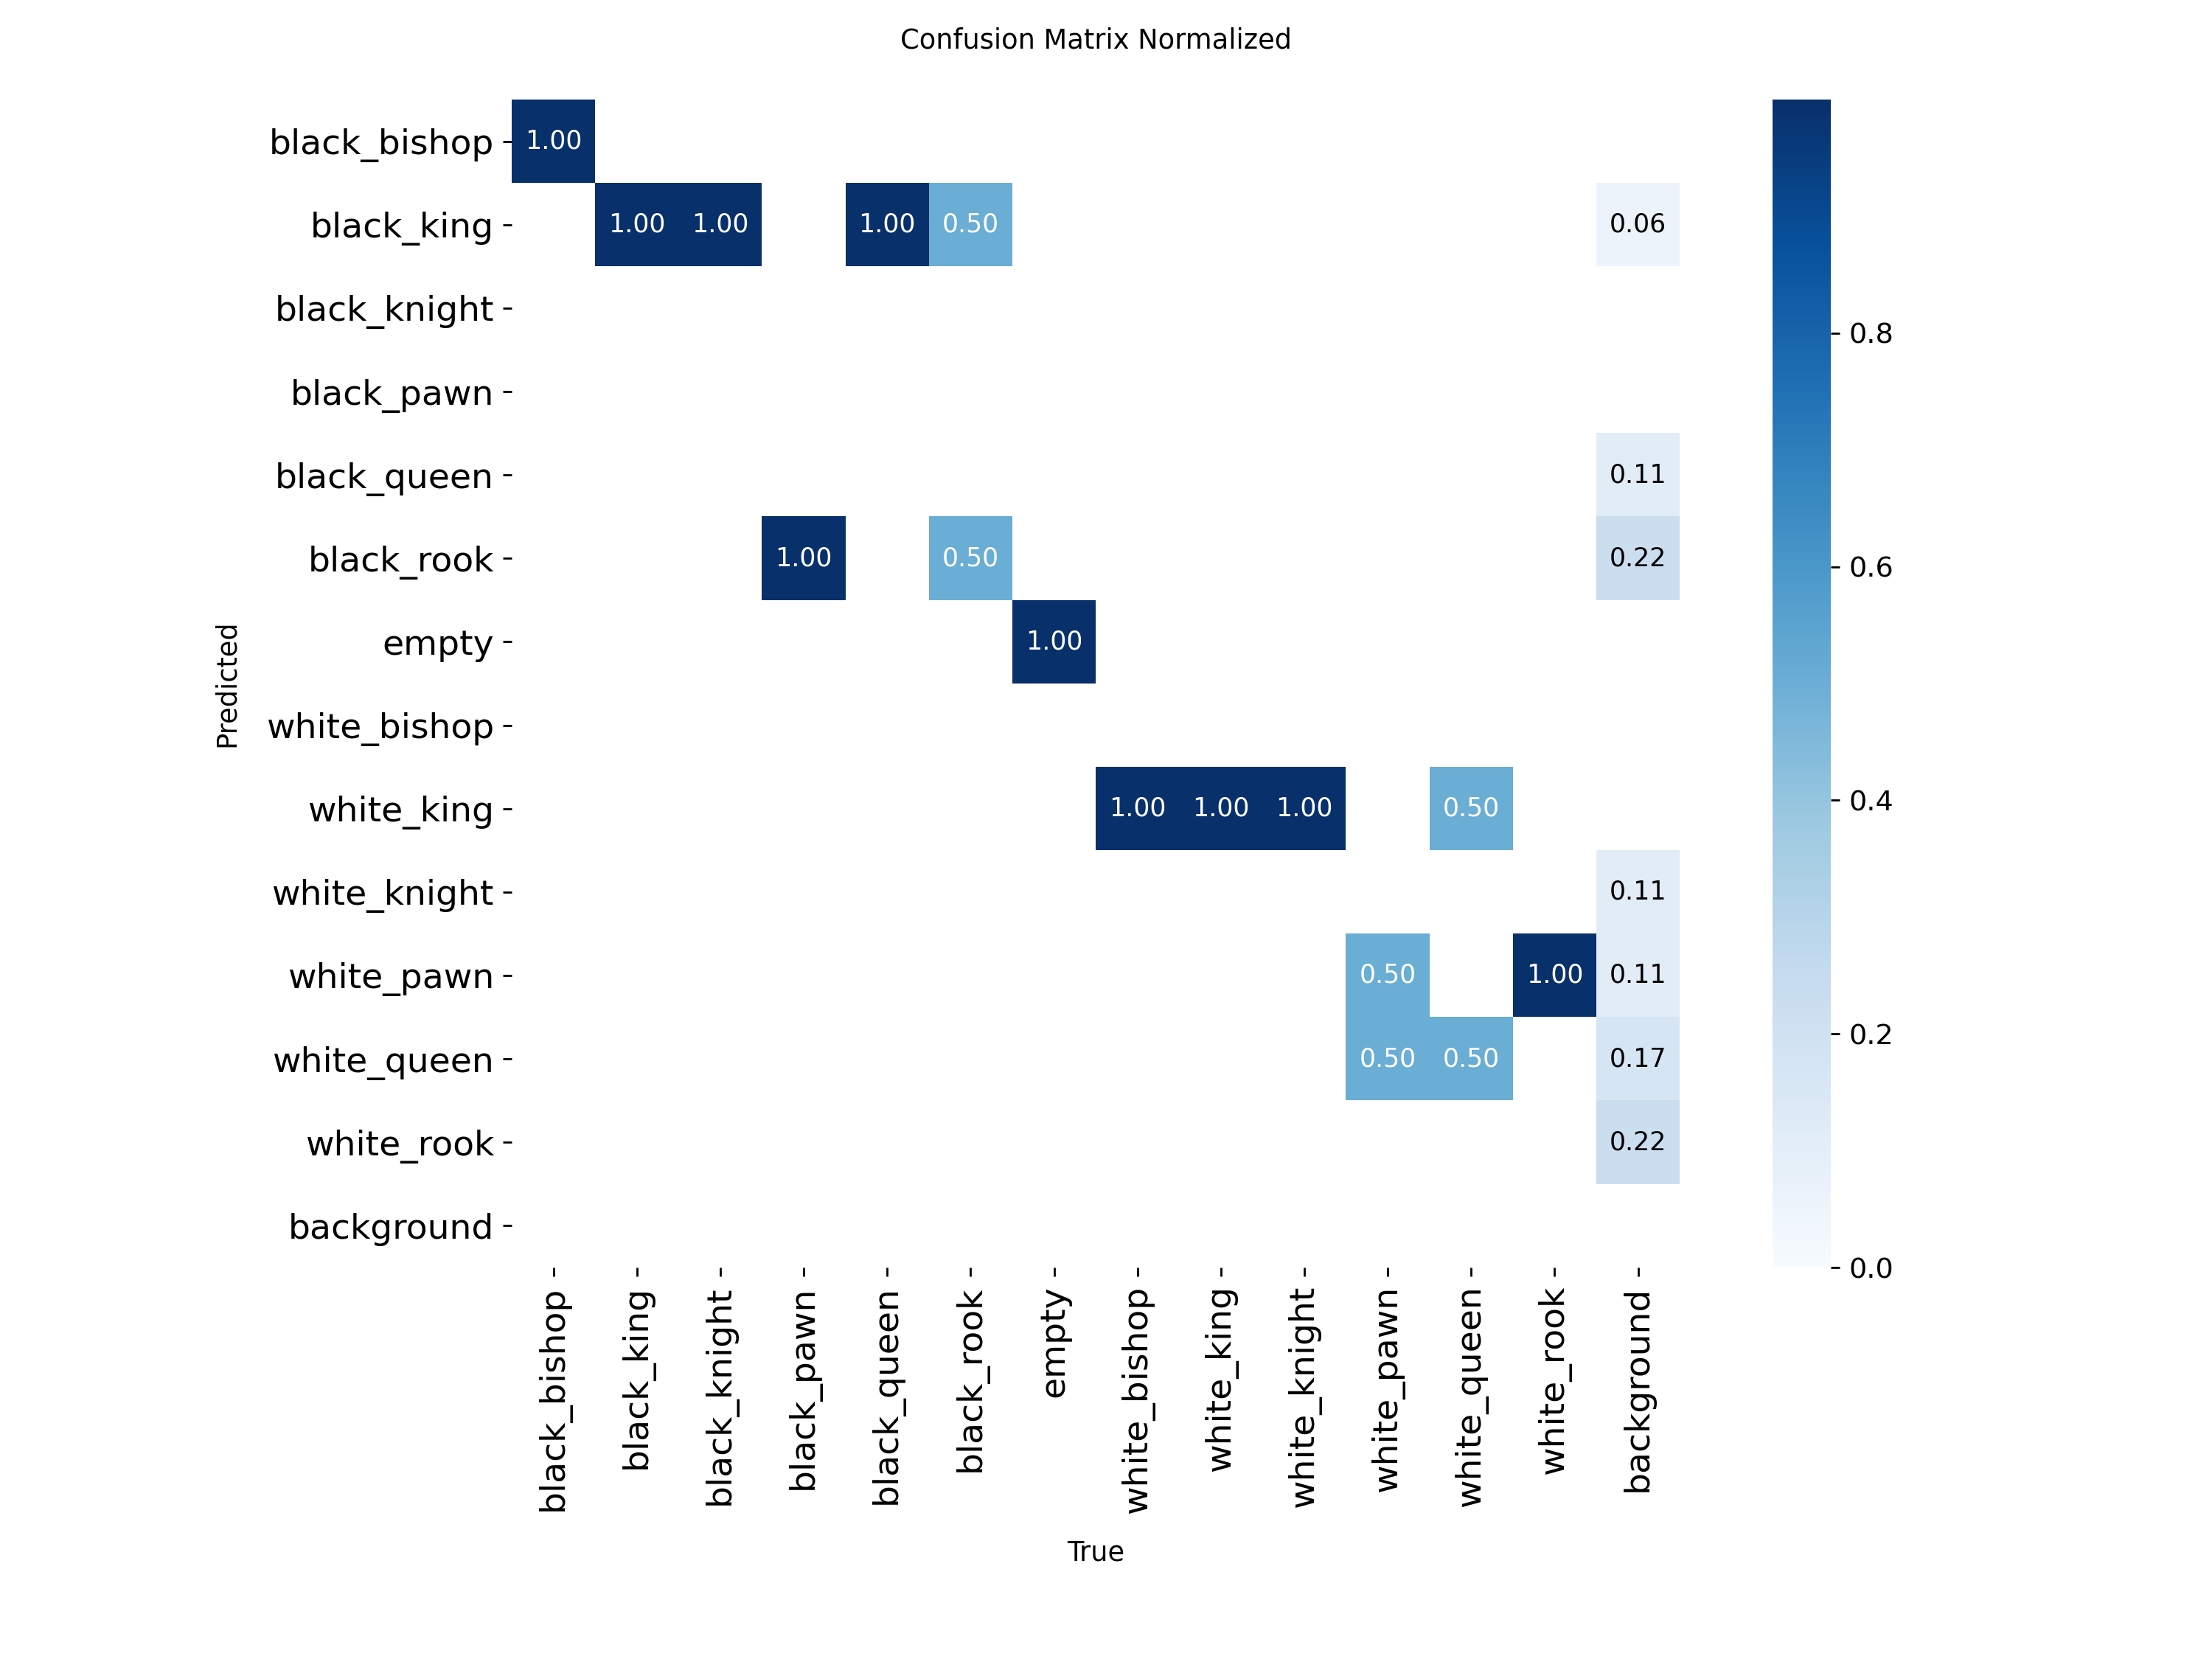 Confusion Matrix Normalized
black_bishop 1.00
black_king 1.00 1.00 1.00 0.50 0.06
black_knight
black_pawn
black_queen 0.11
black_rook 1.00 0.50 0.22
empty 1.00
white_bishop
white_king 1.00 1.00 1.00 0.50
white_knight 0.11
white_pawn 0.50 1.00 0.11
white_queen 0.50 0.50 0.17
white_rook 0.22
background
Predicted
black_bishop
black_king
black_knight
black_pawn
black_queen
black_rook
empty
white_bishop
white_king
white_knight
white_pawn
white_queen
white_rook
background
True
0.8
0.6
0.4
0.2
0.0